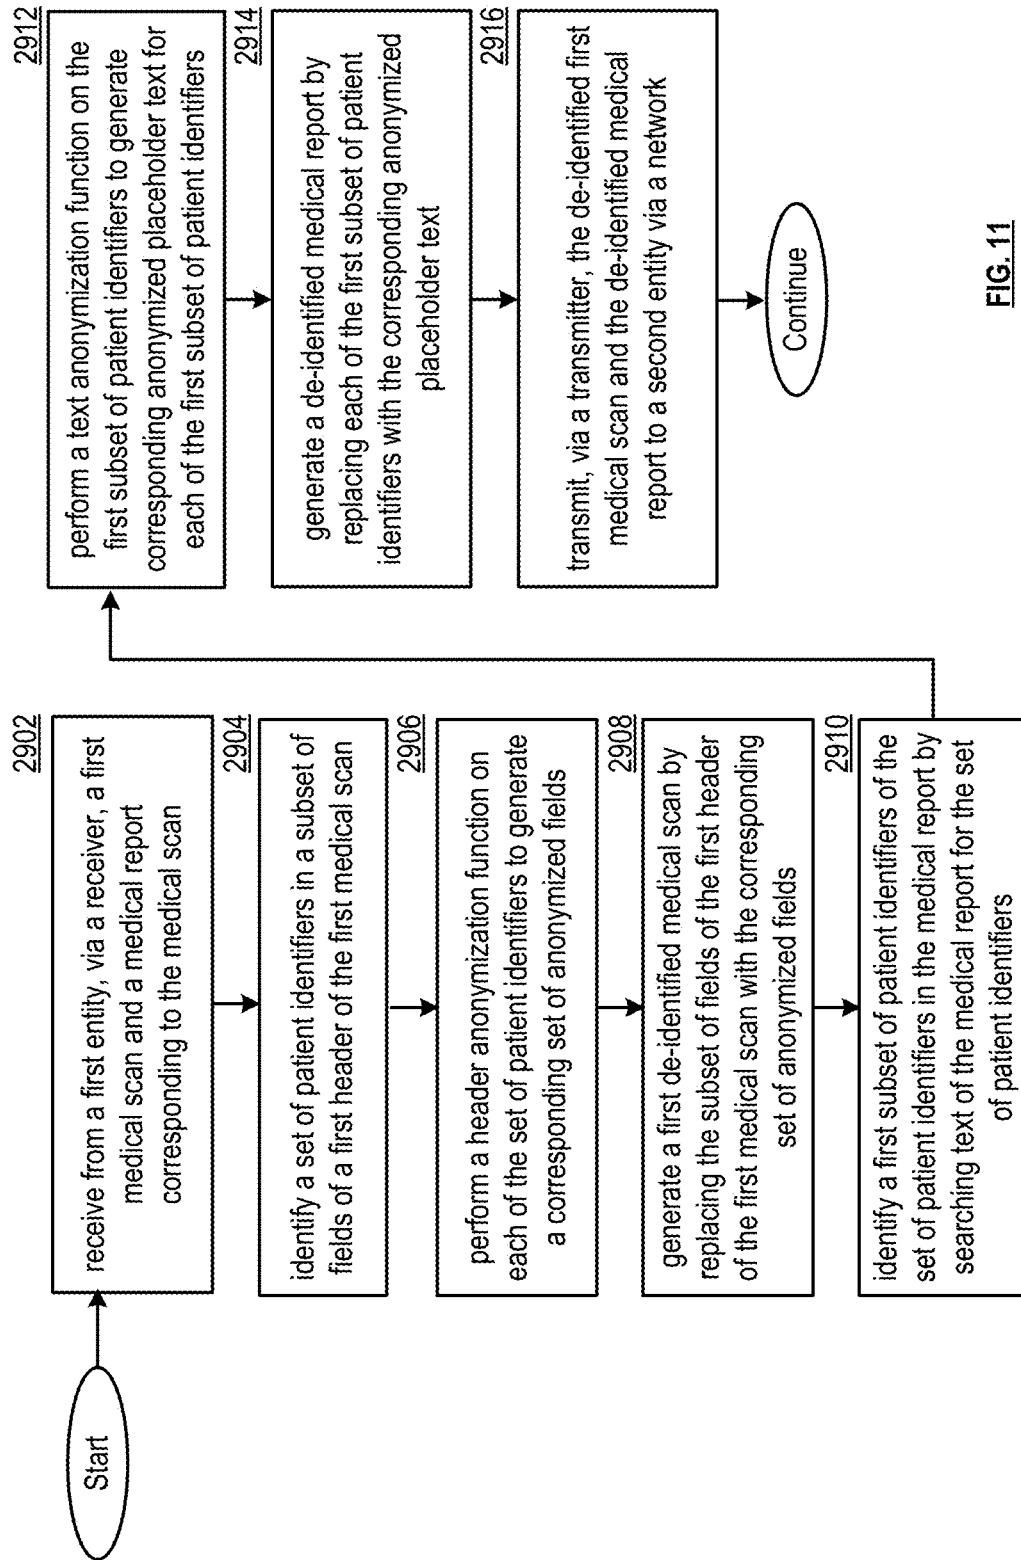 Start
2902
receive from a first entity, via a receiver, a first
medical scan and a medical report
corresponding to the medical scan
2904
identify a set of patient identifiers in a subset of
fields of a first header of the first medical scan
2906
perform a header anonymization function on
each of the set of patient identifiers to generate
a corresponding set of anonymized fields
2908
generate a first de-identified medical scan by
replacing the subset of fields of the first header
of the first medical scan with the corresponding
set of anonymized fields
2910
identify a first subset of patient identifiers of the
set of patient identifiers in the medical report by
searching text of the medical report for the set
of patient identifiers
2912
perform a text anonymization function on the
first subset of patient identifiers to generate
corresponding anonymized placeholder text for
each of the first subset of patient identifiers
2914
generate a de-identified medical report by
replacing each of the first subset of patient
identifiers with the corresponding anonymized
placeholder text
2916
transmit, via a transmitter, the de-identified first
medical scan and the de-identified medical
report to a second entity via a network
Continue
FIG. 11